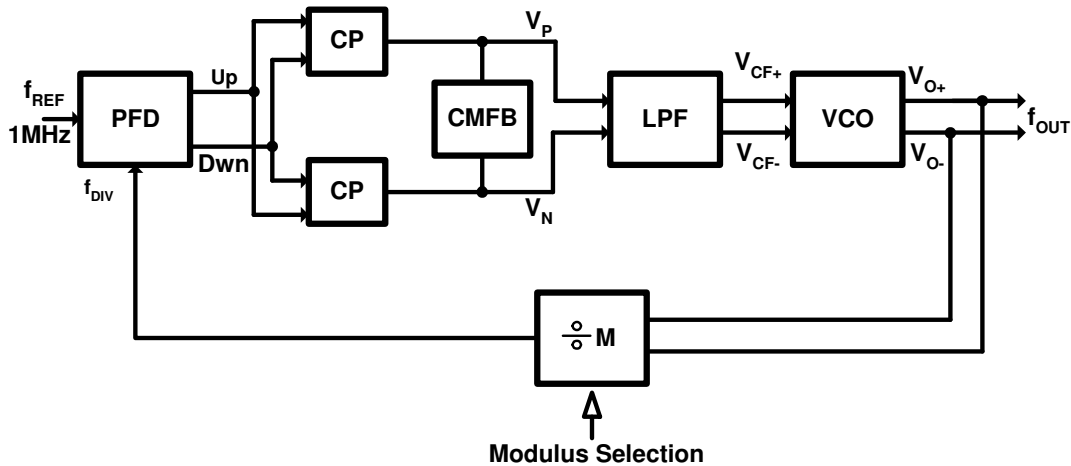 CP
V_P
Up
f_REF
1MHz
PFD
CMFB
LPF
V_CF+
VCO
V_O+
f_OUT
Dwn
V_CF-
V_O-
f_DIV
CP
V_N
÷ M
Modulus Selection